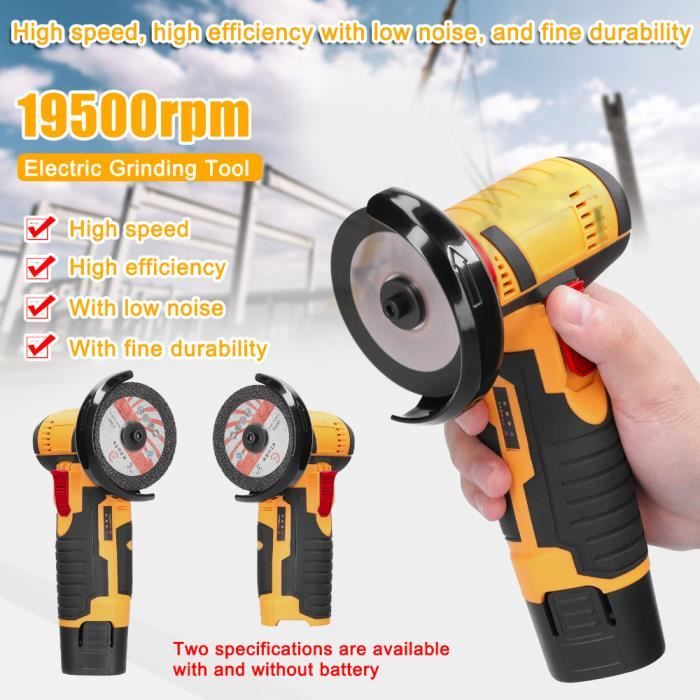 High speed, high efficiency with low noise, and fine durability
19500rpm
Electric Grinding Tool
High speed
High efficiency
With low noise
With fine durability
Two specifications are available
with and without battery